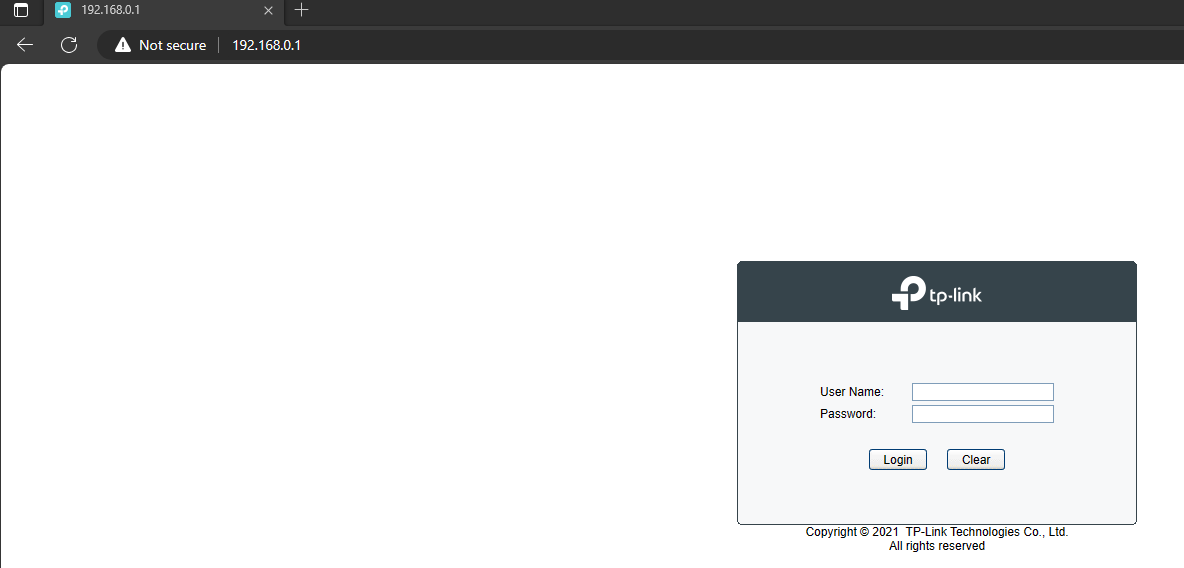 192.168.0.1
Not secure 192.168.0.1
tp-link
User Name:
Password:
Login Clear
Copyright © 2021 TP-Link Technologies Co., Ltd.
All rights reserved